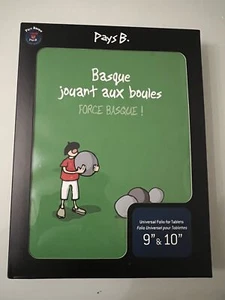 Pays B.
Basque
jouant aux boules
FORCE BASQUE !
Universal Folio for Tablets
Folio Universel pour Tablettes
9" & 10"